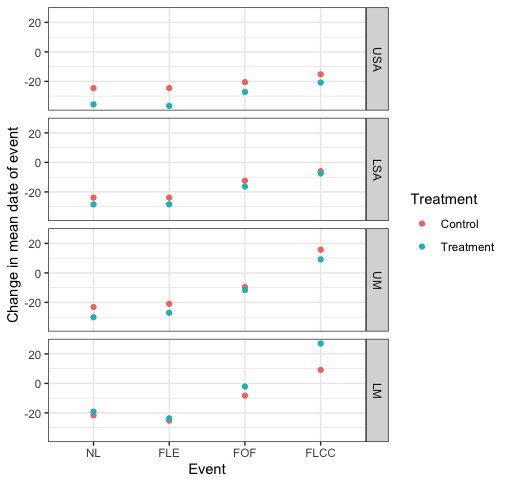 20
0
-20
USA
20
0
-20
LSA
20
0
-20
UM
20
0
-20
LM
Change in mean date of event
NL FLE FOF FLCC
Event
Treatment
Control
Treatment